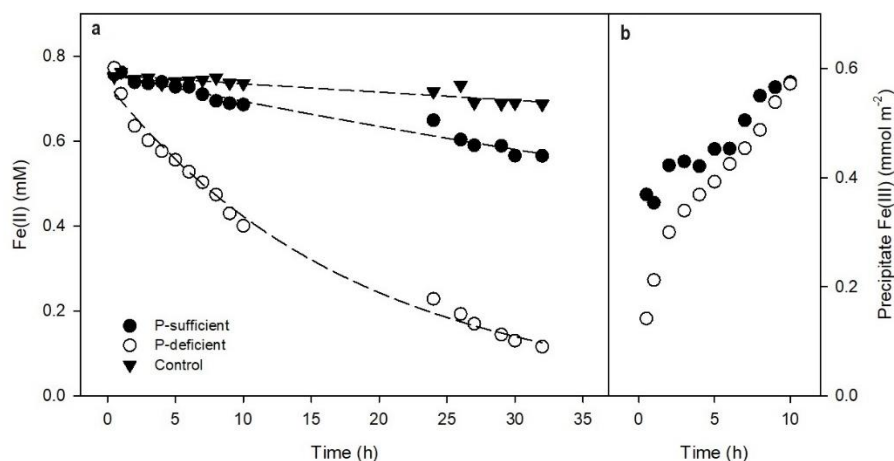 a
b
0.8
0.6
0.4
0.2
0.0
Fe(II) (mM)
P-sufficient
P-deficient
Control
0 5 10 15 20 25 30 35
Time (h)
0 5 10
Time (h)
0.6
0.4
0.2
0.0
Precipitate Fe(III) (mmol m-2)